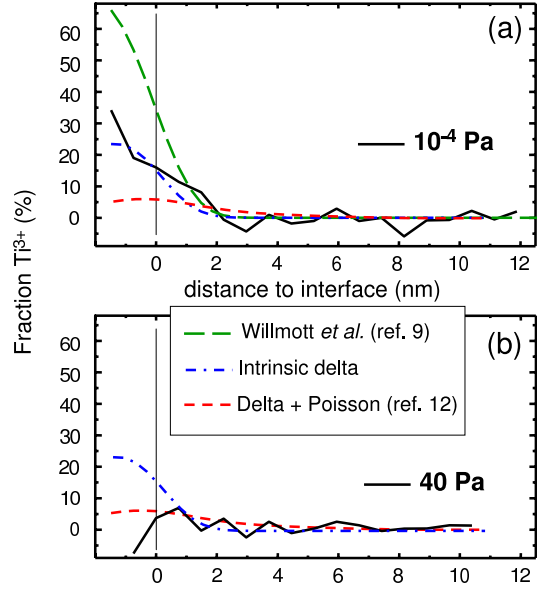 Fraction Ti³⁺ (%)
(a)
60
50
40
30
20
10
0
10⁻⁴ Pa
0 2 4 6 8 10 12
distance to interface (nm)
Willmott et al. (ref. 9)
Intrinsic delta
Delta + Poisson (ref. 12)
(b)
60
50
40
30
20
10
0
40 Pa
0 2 4 6 8 10 12